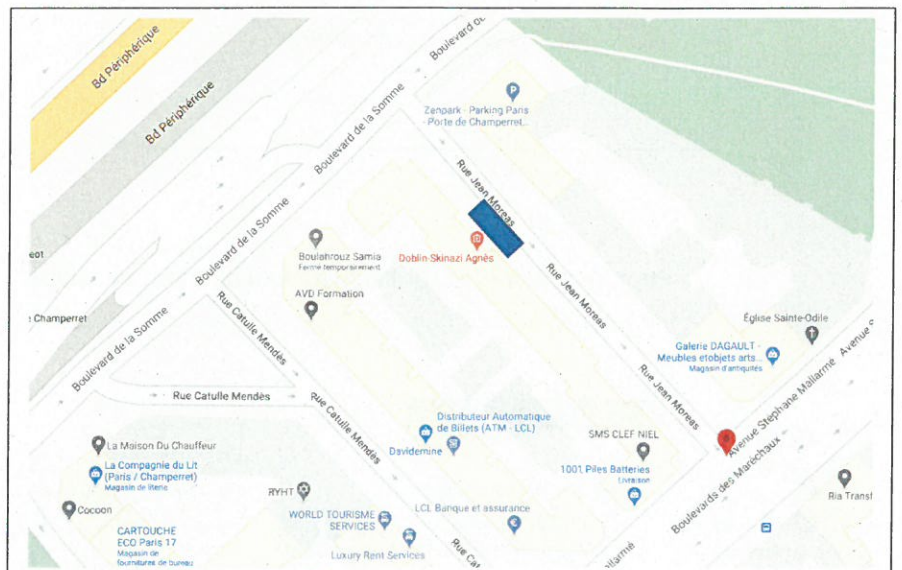 Bd Périphérique
Bd Périphérique
Boulevard de la Somme
Zenpark - Parking Paris
- Porte de Champerret...
Rue Jean Moreas
Boulevard de la Somme
Boulahrouz Samia
Fermé temporairement
Doblin-Skinazi Agnès
AVD Formation
Rue Jean Moreas
: Champerret
Rue Catulle Mendès
Boulevard de la Somme
Église Sainte-Odile
Galerie DAGAULT -
Meubles etobjets arts...
Magasin d'antiquités
Rue Catulle Mendès
Rue Jean Moreas
Avenue Stéphane Mallarmé
Avenue
Rue Catulle Mendès
Distributeur Automatique
de Billets (ATM - LCL)
Davidemine
SMS CLEF NIEL
La Maison Du Chauffeur
La Compagnie du Lit
(Paris / Champerret)
Magasin de literie
1001 Piles Batteries
Livraison
Boulevards des Maréchaux
RYHT
Ria Transf
Cocoon
WORLD TOURISME
SERVICES
LCL Banque et assurance
CARTOUCHE
ECO Paris 17
Magasin de
fournitures de bureau
Luxury Rent Services
Rue Cat